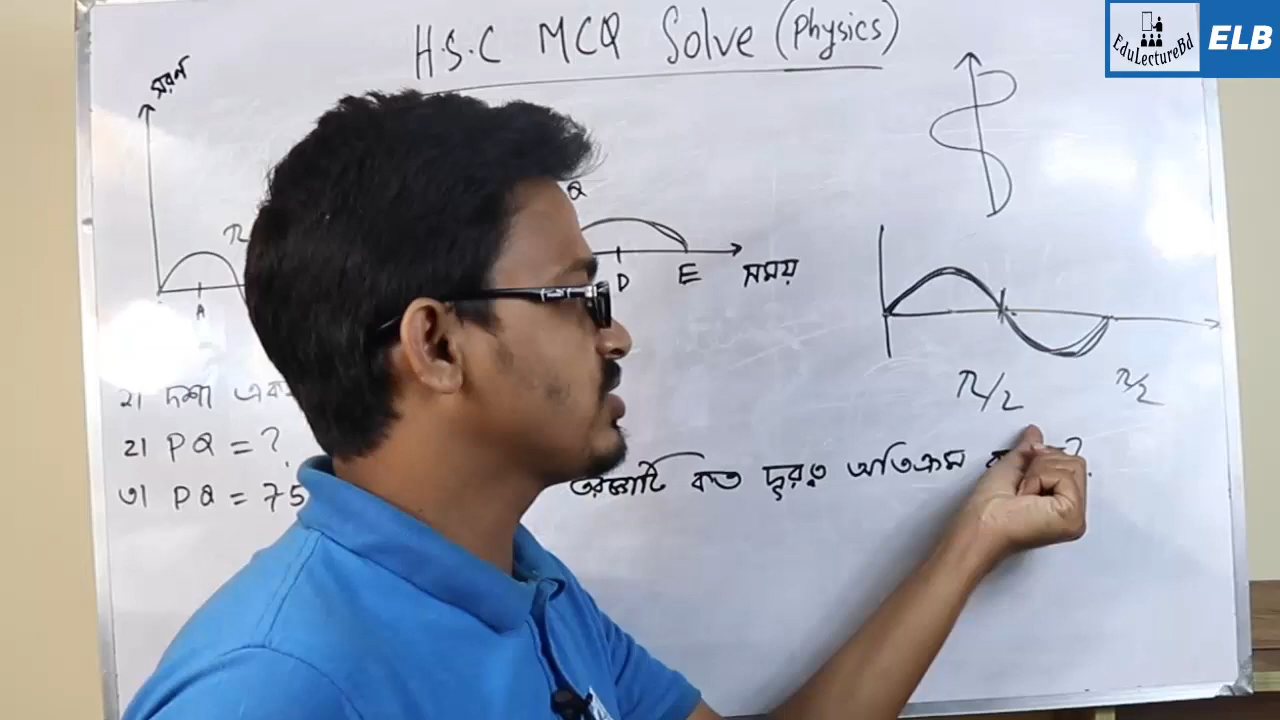 H.S.C MCQ Solve (Physics)
EduLectureBd
ELB
সরণ
π
Q
A
D
E
সময়
π/2
π/2
২। দশা
২। PQ = ?
৩। PQ = 75
তরঙ্গটি কত দূরত্ব অতিক্রম ?